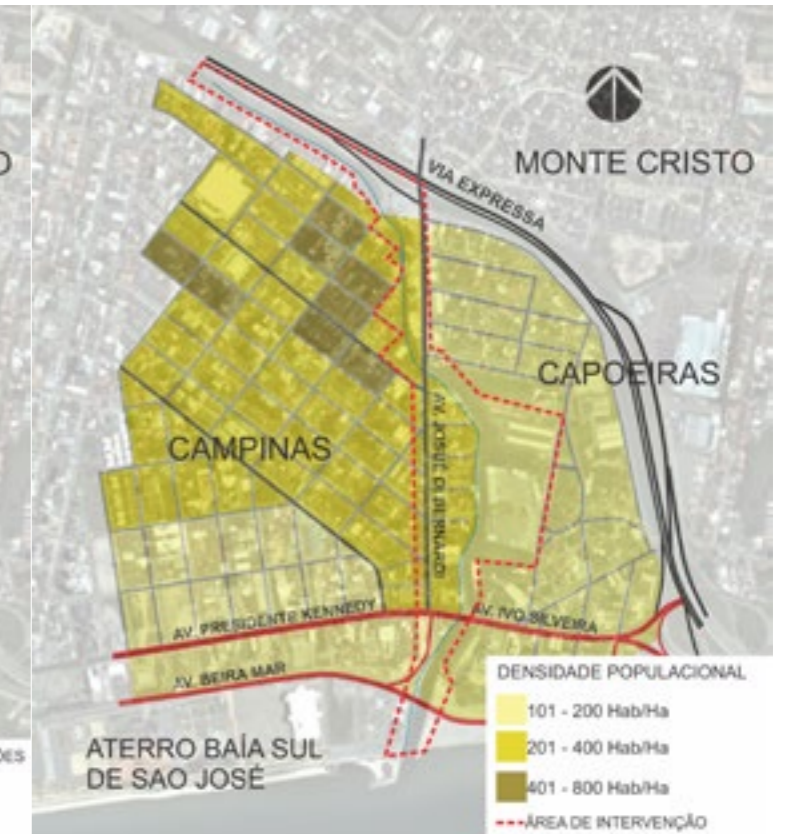 MONTE CRISTO
VIA EXPRESSA
CAPOEIRAS
CAMPINAS
AV. JOSUÉ DI BERNARDI
AV. PRESIDENTE KENNEDY
AV. IVO SILVEIRA
AV. BEIRA MAR
ATERRO BAÍA SUL
DE SAO JOSÉ
DENSIDADE POPULACIONAL
101 - 200 Hab/Ha
201 - 400 Hab/Ha
401 - 800 Hab/Ha
ÁREA DE INTERVENÇÃO